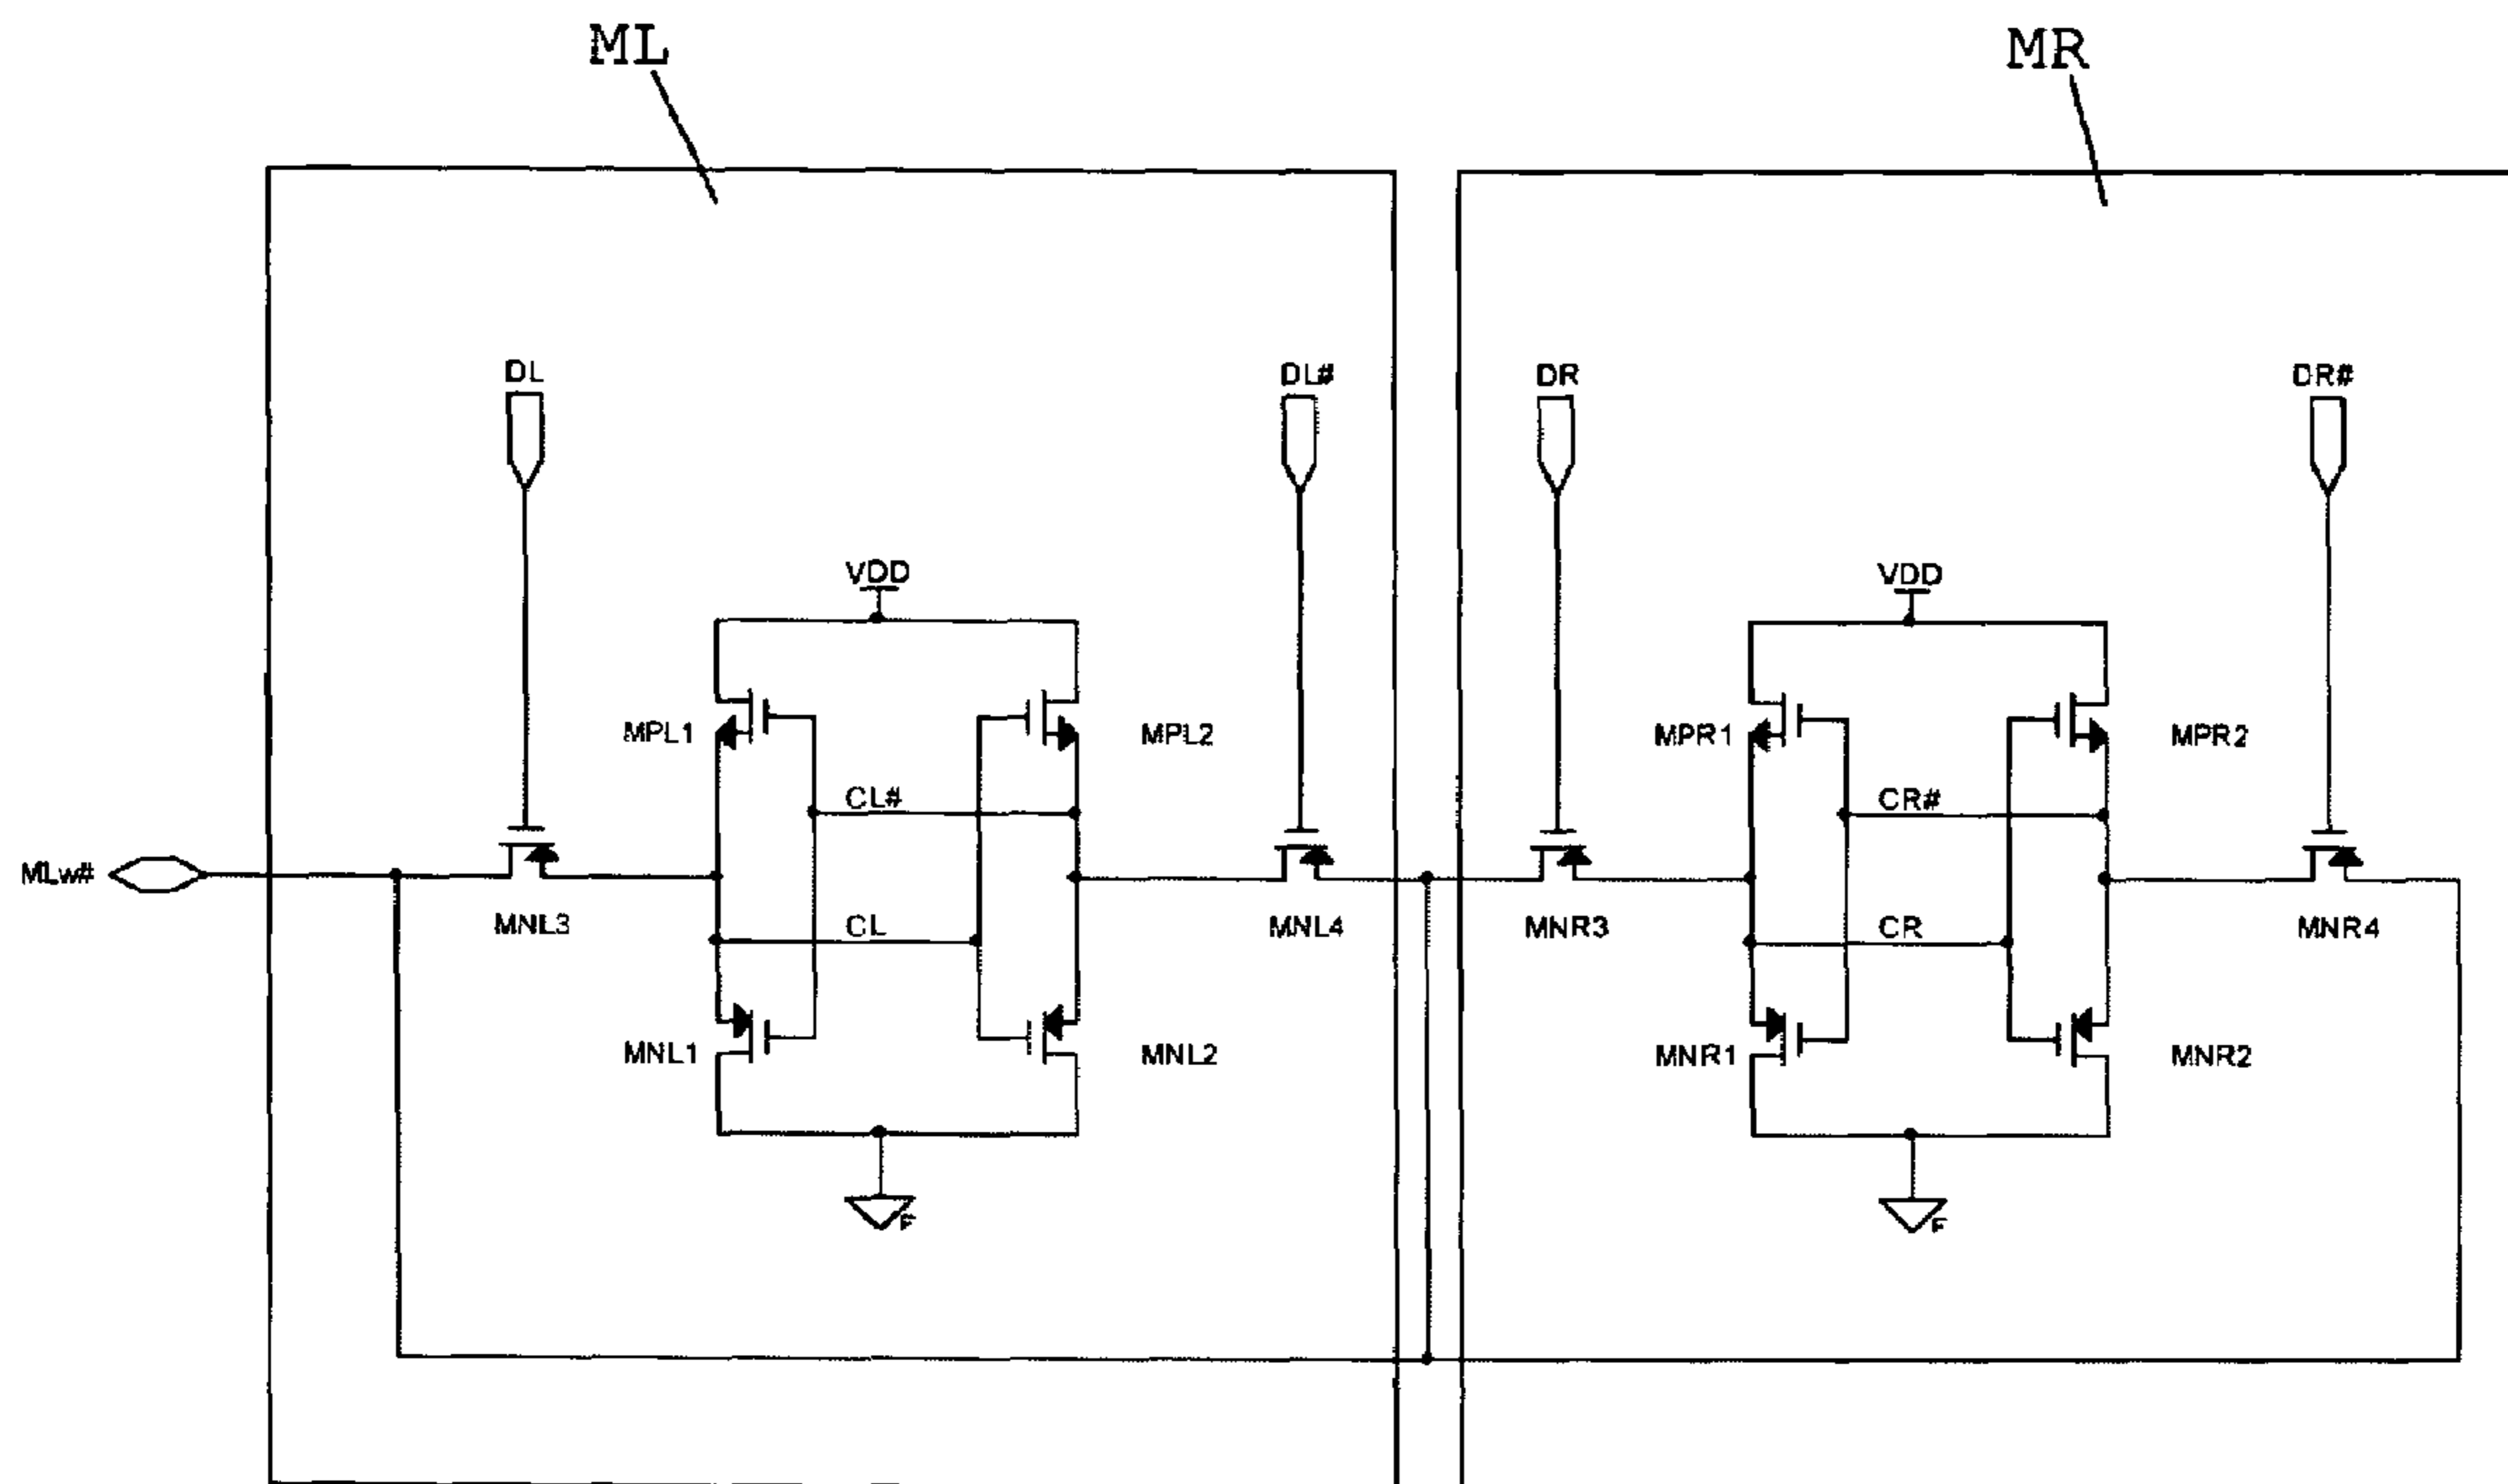 ML MR
DL DL# DR DR#
VDD VDD
MPL1 MPL2 MPR1 MPR2
CL# CR#
MLw#
MNL3 CL MNL4 MNR3 CR MNR4
MNL1 MNL2 MNR1 MNR2
F F